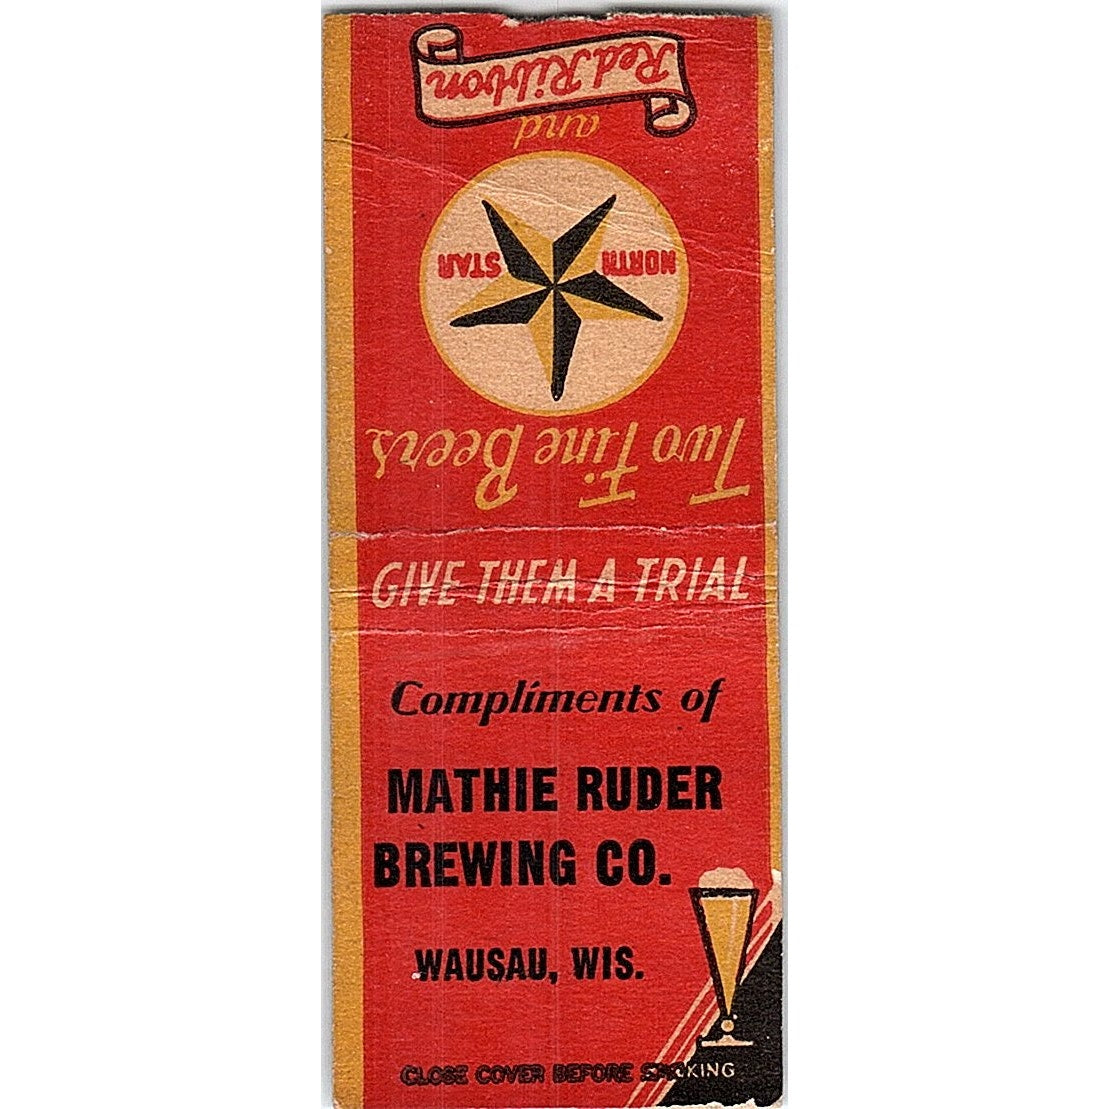 Two Fine Beers
NORTH STAR
and
Red Ribbon
GIVE THEM A TRIAL
Compliments of
MATHIE RUDER
BREWING CO.
WAUSAU, WIS.
CLOSE COVER BEFORE SMOKING